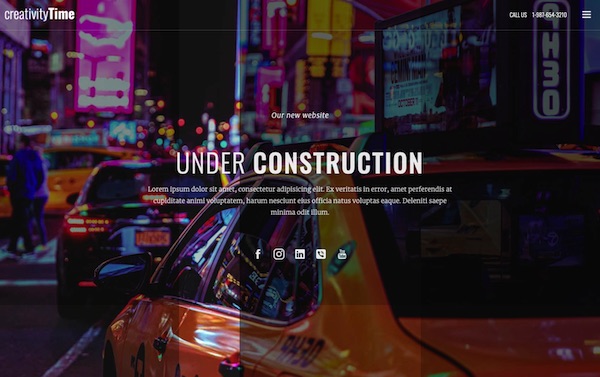 creativityTime
CALL US 1-987-654-3210
Our new website
UNDER CONSTRUCTION
Lorem ipsum dolor sit amet, consectetur adipisicing elit. Ex veritatis in error, amet perferendis at
cupiditate animi voluptatem, harum nesciunt eius officia natus voluptas eaque. Deleniti saepe
minima odit illum.
9H30
9H30